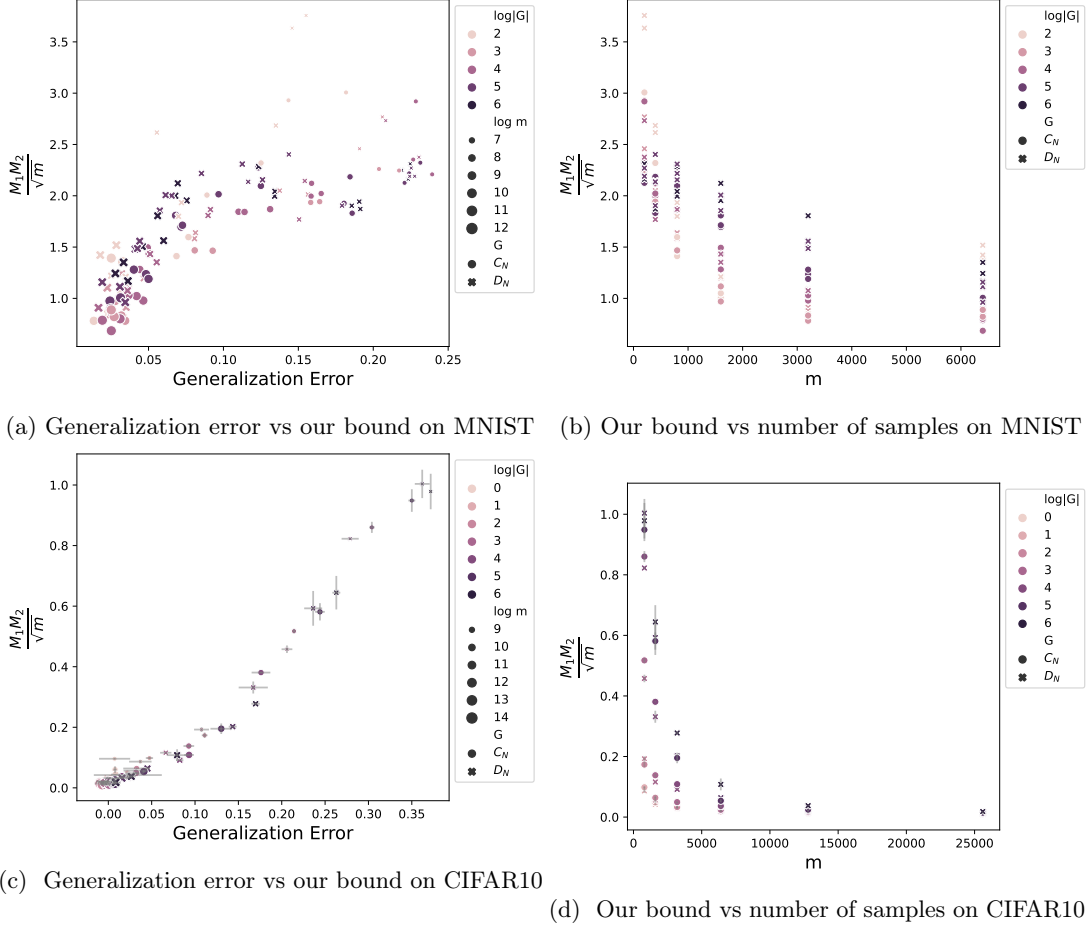 3.5
3.0
2.5
2.0
1.5
1.0
M₁M₂
√m
0.05
0.10
0.15
0.20
0.25
Generalization Error
log|G|
2
3
4
5
6
log m
7
8
9
10
11
12
G
C_N
D_N
(a) Generalization error vs our bound on MNIST
3.5
3.0
2.5
2.0
1.5
1.0
M₁M₂
√m
0
1000
2000
3000
4000
5000
6000
m
log|G|
2
3
4
5
6
G
C_N
D_N
(b) Our bound vs number of samples on MNIST
1.0
0.8
0.6
0.4
0.2
0.0
M₁M₂
√m
0.00
0.05
0.10
0.15
0.20
0.25
0.30
0.35
Generalization Error
log|G|
0
1
2
3
4
5
6
log m
9
10
11
12
13
14
G
C_N
D_N
(c) Generalization error vs our bound on CIFAR10
1.0
0.8
0.6
0.4
0.2
0.0
M₁M₂
√m
0
5000
10000
15000
20000
25000
m
log|G|
0
1
2
3
4
5
6
G
C_N
D_N
(d) Our bound vs number of samples on CIFAR10